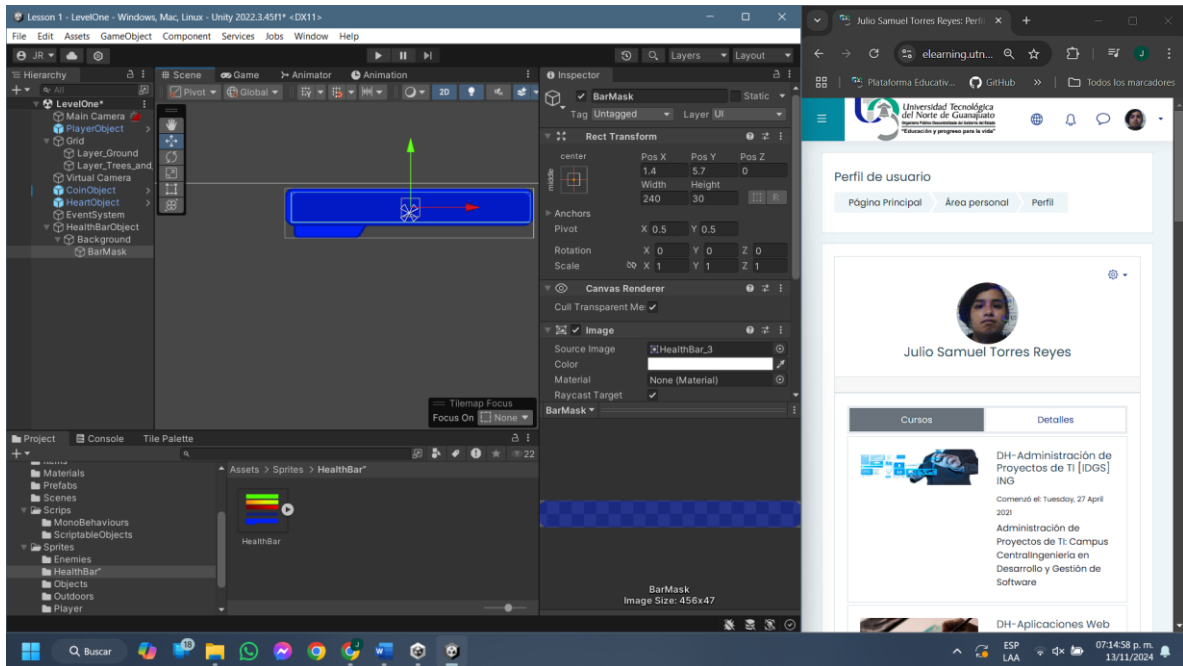 Lesson 1 - LevelOne - Windows, Mac, Linux - Unity 2022.3.45f1* <DX11>
File Edit Assets GameObject Component Services Jobs Window Help
JR
Layers Layout
Hierarchy
All
LevelOne*
Main Camera
PlayerObject
Grid
Layer_Ground
Layer_Trees_and_
Virtual Camera
CoinObject
HeartObject
EventSystem
HealthBarObject
Background
BarMask
Scene Game Animator Animation
Pivot Global 2D
Tilemap Focus
Focus On None
Inspector
BarMask Static
Tag Untagged Layer UI
Rect Transform
center Pos X Pos Y Pos Z
middle 1.4 5.7 0
Width Height
240 30 R
Anchors
Pivot X 0.5 Y 0.5
Rotation X 0 Y 0 Z 0
Scale X 1 Y 1 Z 1
Canvas Renderer
Cull Transparent Me
Image
Source Image HealthBar_3
Color
Material None (Material)
Raycast Target
BarMask
BarMask
Image Size: 456x47
Project Console Tile Palette
22
Materials
Prefabs
Scenes
Scrips
MonoBehaviours
ScriptableObjects
Sprites
Enemies
HealthBar"
Objects
Outdoors
Player
Assets > Sprites > HealthBar"
HealthBar
Julio Samuel Torres Reyes: Perfi
elearning.utn...
J
Plataforma Educativ... GitHub » Todos los marcadores
Universidad Tecnológica
del Norte de Guanajuato
"Educación y progreso para la vida"
Perfil de usuario
Página Principal Área personal Perfil
Julio Samuel Torres Reyes
Cursos Detalles
DH-Administración de
Proyectos de TI [IDGS]
ING
Comenzó el: Tuesday, 27 April
2021
Administración de
Proyectos de TI: Campus
CentralIngeniería en
Desarrollo y Gestión de
Software
DH-Aplicaciones Web
Buscar
18
ESP
LAA
07:14:58 p. m.
13/11/2024